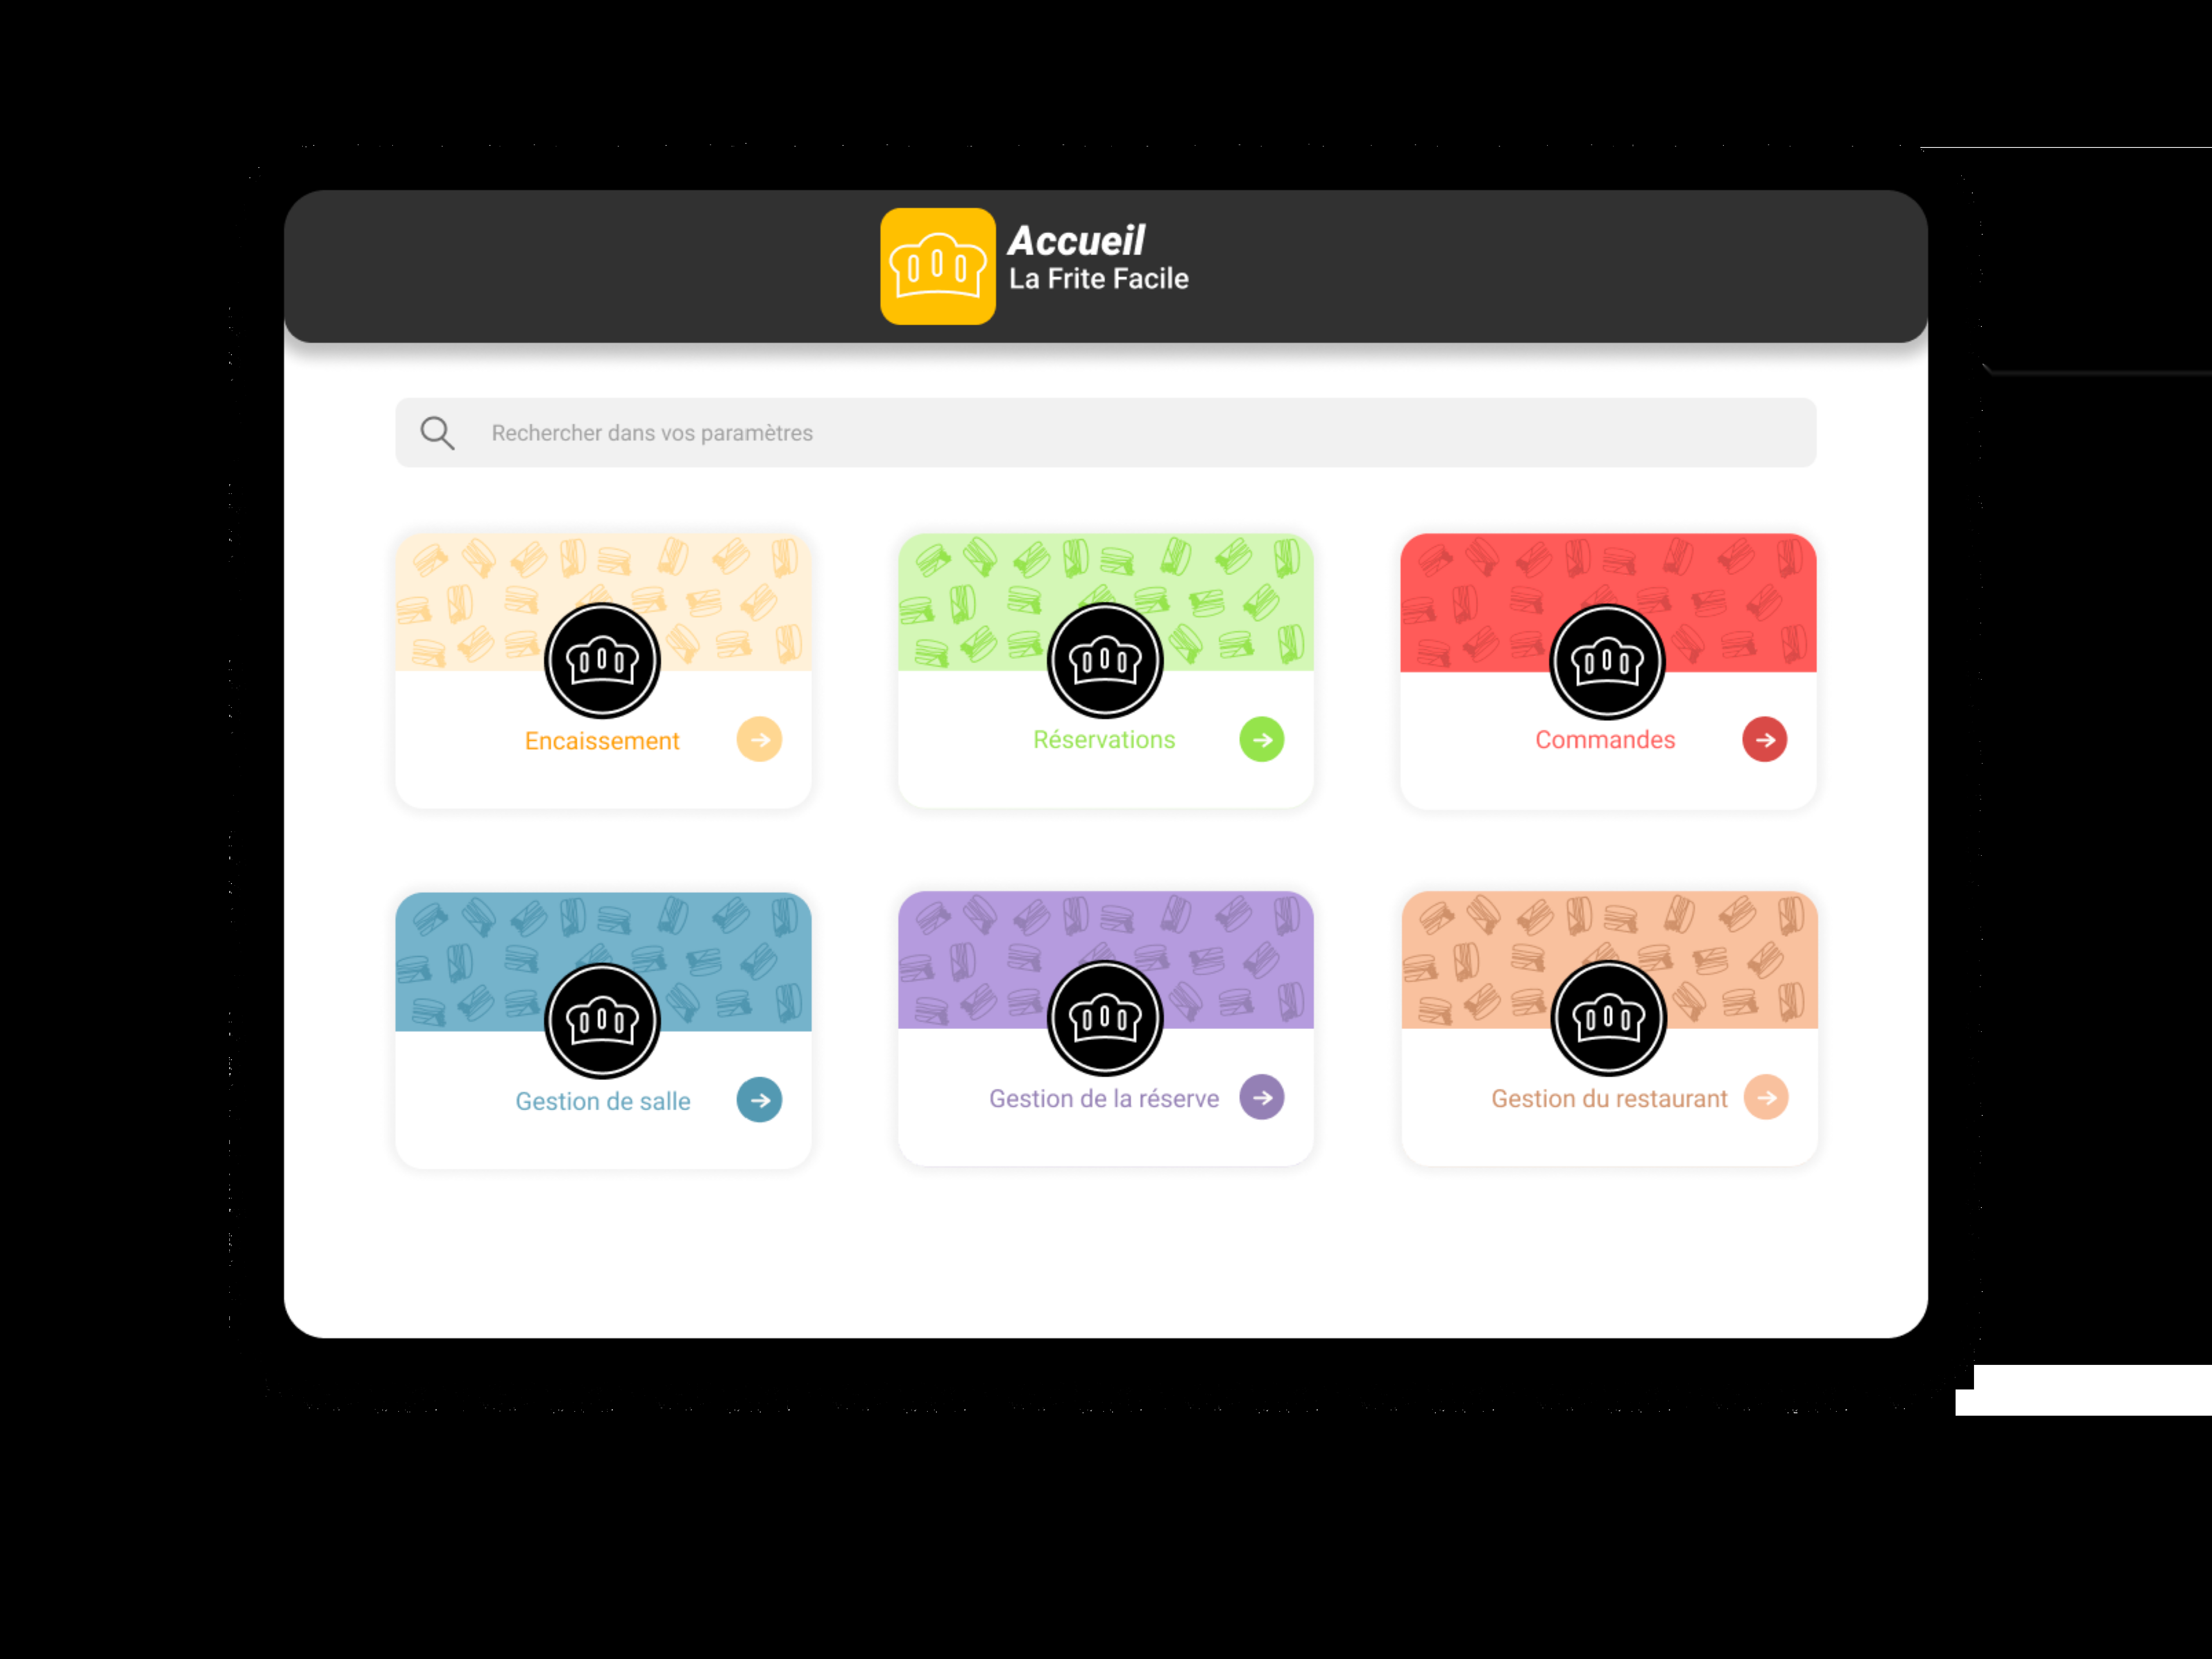 Accueil
La Frite Facile
Rechercher dans vos paramètres
Encaissement
Réservations
Commandes
Gestion de salle
Gestion de la réserve
Gestion du restaurant